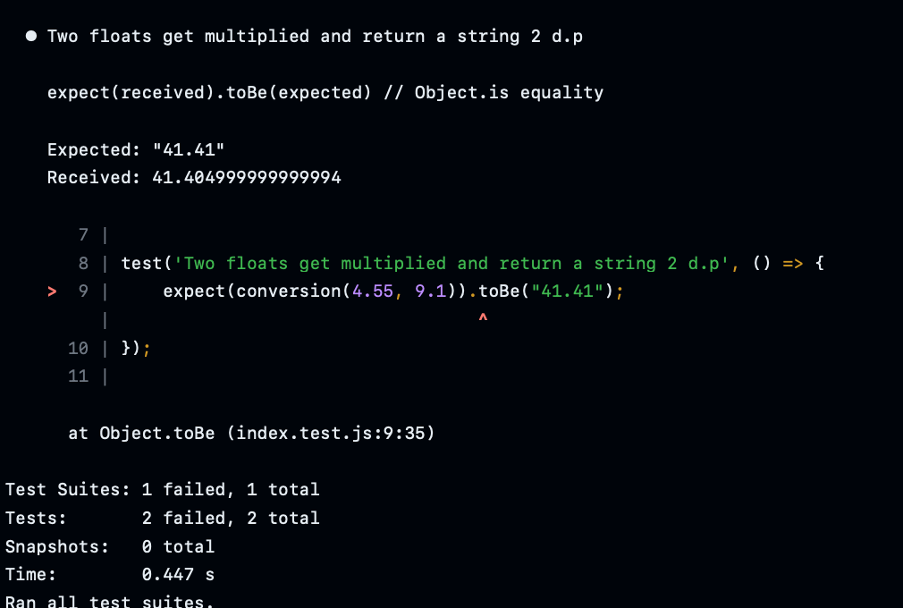 ● Two floats get multiplied and return a string 2 d.p
expect(received).toBe(expected) // Object.is equality
Expected: "41.41"
Received: 41.404999999999994
7 |
8 | test('Two floats get multiplied and return a string 2 d.p', () => {
> 9 | expect(conversion(4.55, 9.1)).toBe("41.41");
| ^
10 | });
11 |
at Object.toBe (index.test.js:9:35)
Test Suites: 1 failed, 1 total
Tests: 2 failed, 2 total
Snapshots: 0 total
Time: 0.447 s
Ran all test suites.